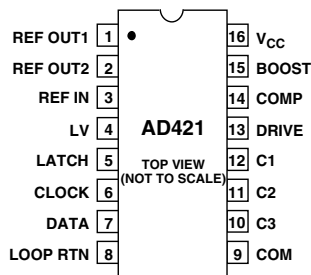 REF OUT1 1 16 VCC
REF OUT2 2 15 BOOST
REF IN 3 14 COMP
LV 4 AD421 13 DRIVE
LATCH 5 TOP VIEW 12 C1
CLOCK 6 (NOT TO SCALE) 11 C2
DATA 7 10 C3
LOOP RTN 8 9 COM